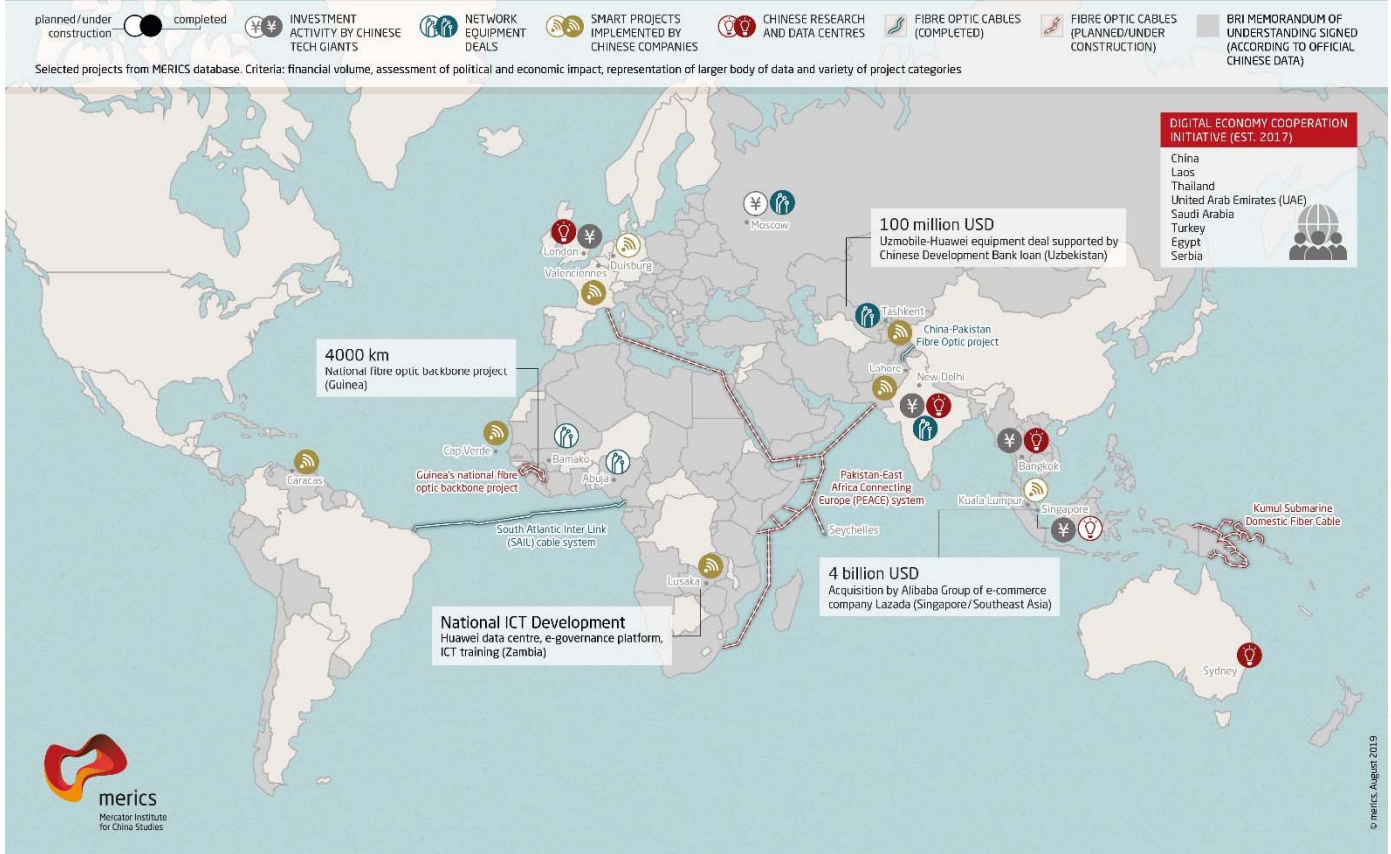 planned/under
construction
completed
INVESTMENT
ACTIVITY BY CHINESE
TECH GIANTS
NETWORK
EQUIPMENT
DEALS
SMART PROJECTS
IMPLEMENTED BY
CHINESE COMPANIES
CHINESE RESEARCH
AND DATA CENTRES
FIBRE OPTIC CABLES
(COMPLETED)
FIBRE OPTIC CABLES
(PLANNED/UNDER
CONSTRUCTION)
BRI MEMORANDUM OF
UNDERSTANDING SIGNED
(ACCORDING TO OFFICIAL
CHINESE DATA)
Selected projects from MERICS database. Criteria: financial volume, assessment of political and economic impact, representation of larger body of data and variety of project categories
DIGITAL ECONOMY COOPERATION
INITIATIVE (EST. 2017)
China
Laos
Thailand
United Arab Emirates (UAE)
Saudi Arabia
Turkey
Egypt
Serbia
¥
Moscow
100 million USD
Uzmobile-Huawei equipment deal supported by
Chinese Development Bank loan (Uzbekistan)
¥
London
Duisburg
Valenciennes
Tashkent
China-Pakistan
Fibre Optic project
4000 km
National fibre optic backbone project
(Guinea)
Lahore
New Delhi
¥
Cap Verde
Bamako
Abuja
Caracas
Guinea's national fibre
optic backbone project
¥
Bangkok
Pakistan-East
Africa Connecting
Europe (PEACE) system
Kuala Lumpur
Singapore
¥
South Atlantic Inter Link
(SAIL) cable system
Seychelles
Kumul Submarine
Domestic Fiber Cable
Lusaka
4 billion USD
Acquisition by Alibaba Group of e-commerce
company Lazada (Singapore/Southeast Asia)
National ICT Development
Huawei data centre, e-governance platform,
ICT training (Zambia)
Sydney
merics
Mercator Institute
for China Studies
© merics, August 2019